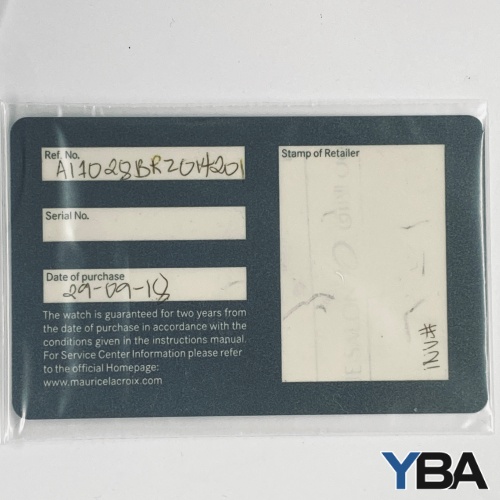 Ref. No.
A17028BRZ014201
Serial No.
Date of purchase
29-09-18
The watch is guaranteed for two years from
the date of purchase in accordance with the
conditions given in the instructions manual.
For Service Center Information please refer
to the official Homepage:
www.mauricelacroix.com
Stamp of Retailer
INV#
YBA